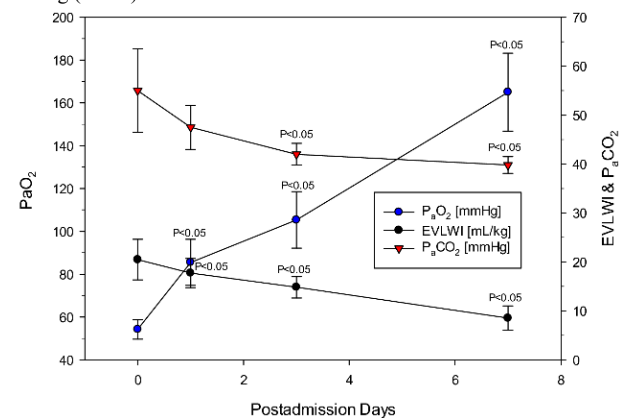 200
180
160
140
120
100
80
60
40
PaO₂
70
60
50
40
30
20
10
0
EVLWI & PₐCO₂
P<0.05
P<0.05
P<0.05
P<0.05
P<0.05
P<0.05
P<0.05
P<0.05
PₐO₂ [mmHg]
EVLWI [mL/kg]
PₐCO₂ [mmHg]
0
2
4
6
8
Postadmission Days